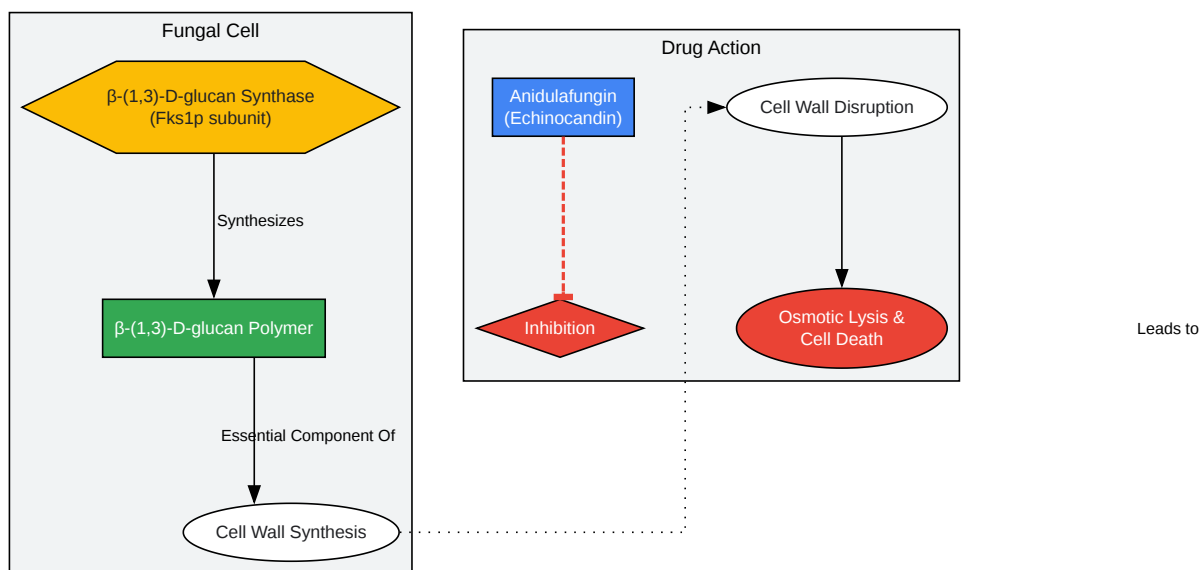 Fungal Cell
β-(1,3)-D-glucan Synthase
(Fks1p subunit)
Synthesizes
β-(1,3)-D-glucan Polymer
Essential Component Of
Cell Wall Synthesis
Drug Action
Anidulafungin
(Echinocandin)
Inhibition
Cell Wall Disruption
Osmotic Lysis &
Cell Death
Leads to